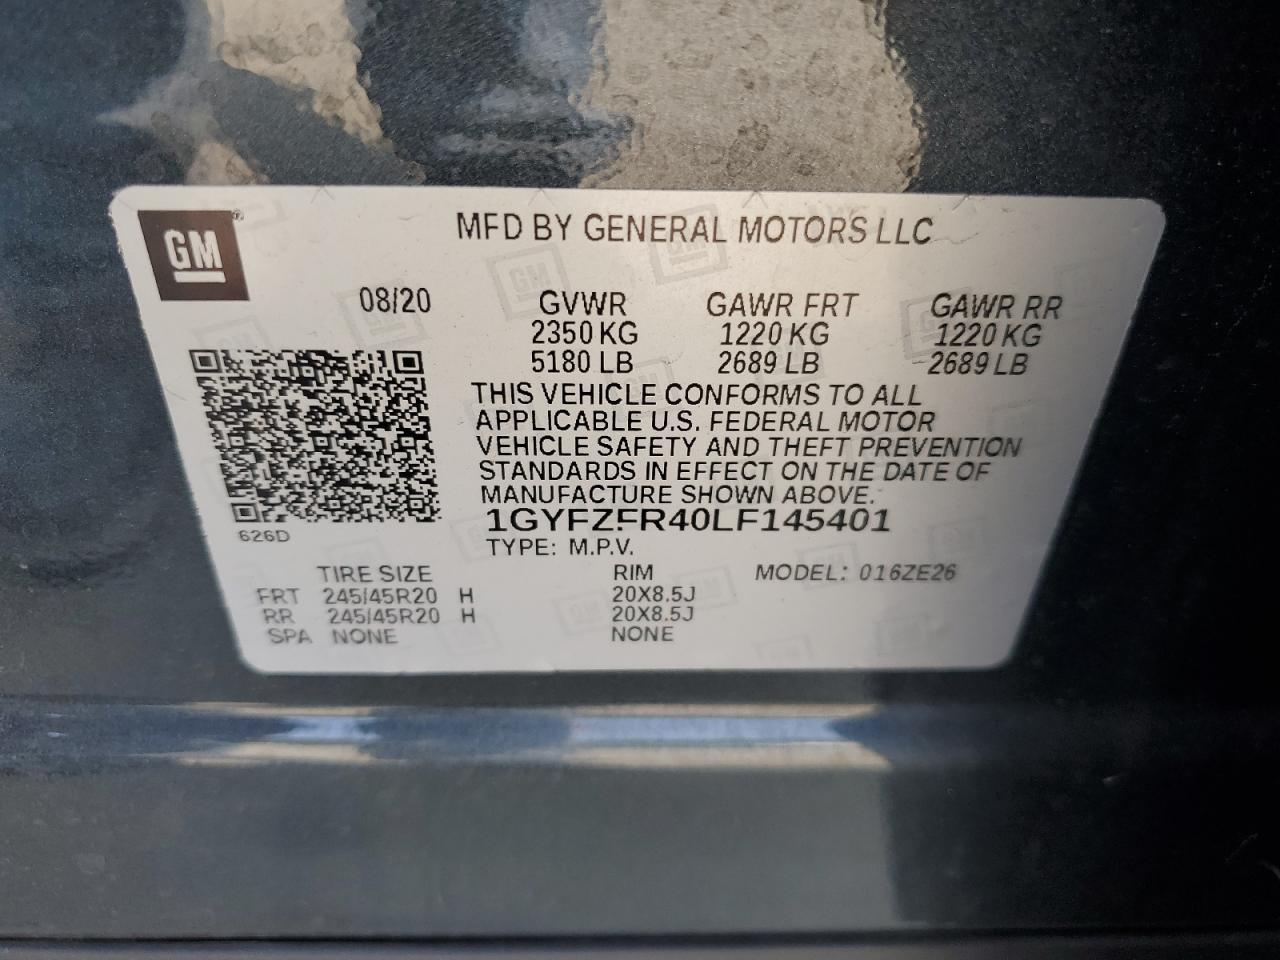 GM
MFD BY GENERAL MOTORS LLC
08/20 GVWR GAWR FRT GAWR RR
2350 KG 1220 KG 1220 KG
5180 LB 2689 LB 2689 LB
THIS VEHICLE CONFORMS TO ALL
APPLICABLE U.S. FEDERAL MOTOR
VEHICLE SAFETY AND THEFT PREVENTION
STANDARDS IN EFFECT ON THE DATE OF
MANUFACTURE SHOWN ABOVE.
1GYFZFR40LF145401
626D
TYPE: M.P.V.
TIRE SIZE RIM MODEL: 016ZE26
FRT 245/45R20 H 20X8.5J
RR 245/45R20 H 20X8.5J
SPA NONE NONE